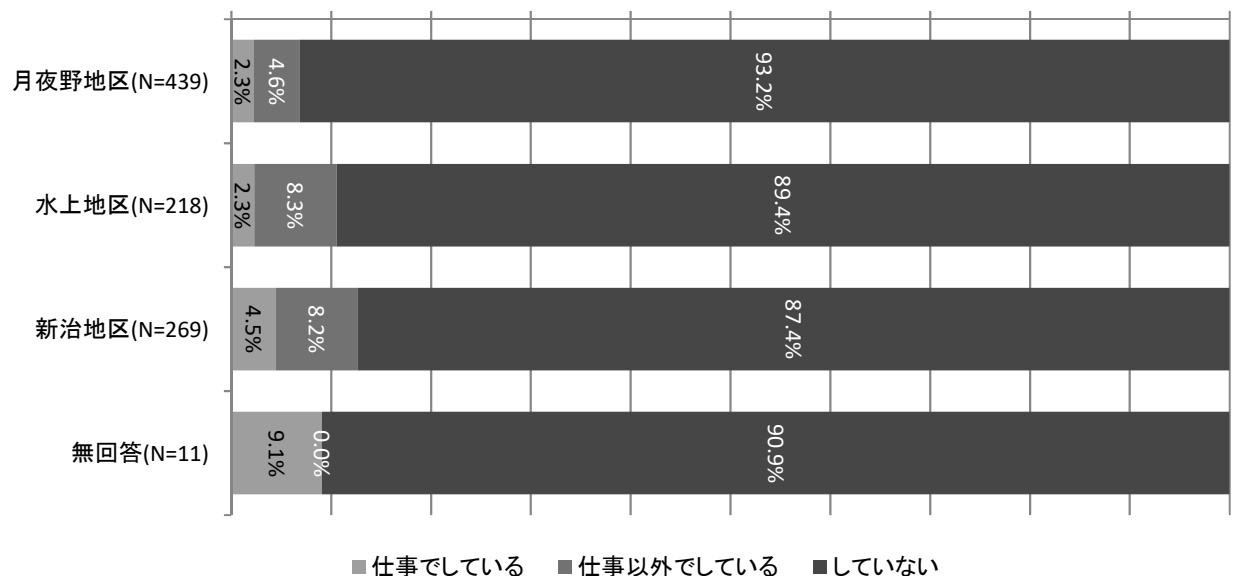 月夜野地区(N=439)
2.3%
4.6%
93.2%
水上地区(N=218)
2.3%
8.3%
89.4%
新治地区(N=269)
4.5%
8.2%
87.4%
無回答(N=11)
9.1%
0.0%
90.9%
仕事でしている 仕事以外でしている していない